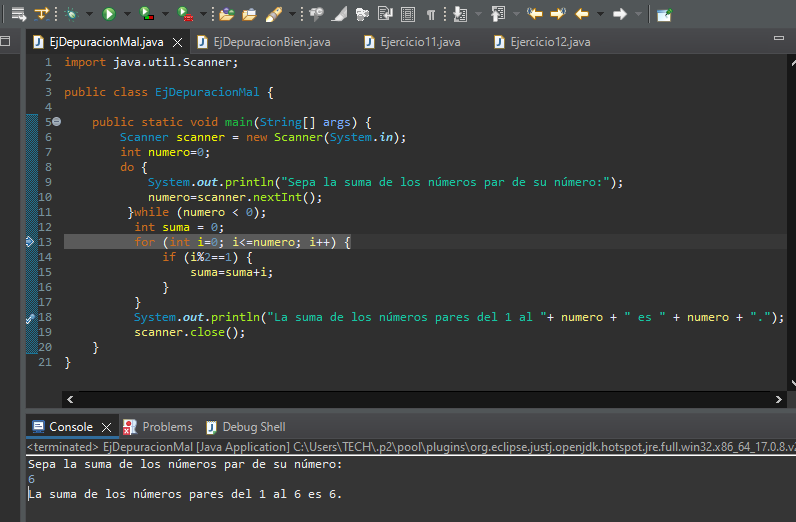 EjDepuracionMal.java
EjDepuracionBien.java
Ejercicio11.java
Ejercicio12.java
1 import java.util.Scanner;
2
3 public class EjDepuracionMal {
4
5 public static void main(String[] args) {
6 Scanner scanner = new Scanner(System.in);
7 int numero=0;
8 do {
9 System.out.println("Sepa la suma de los números par de su número:");
10 numero=scanner.nextInt();
11 }while (numero < 0);
12 int suma = 0;
13 for (int i=0; i<=numero; i++) {
14 if (i%2==1) {
15 suma=suma+i;
16 }
17 }
18 System.out.println("La suma de los números pares del 1 al "+ numero + " es " + numero + ".");
19 scanner.close();
20 }
21 }
Console
Problems
Debug Shell
<terminated> EjDepuracionMal [Java Application] C:\Users\TECH\.p2\pool\plugins\org.eclipse.justj.openjdk.hotspot.jre.full.win32.x86_64_17.0.8.v2
Sepa la suma de los números par de su número:
6
La suma de los números pares del 1 al 6 es 6.